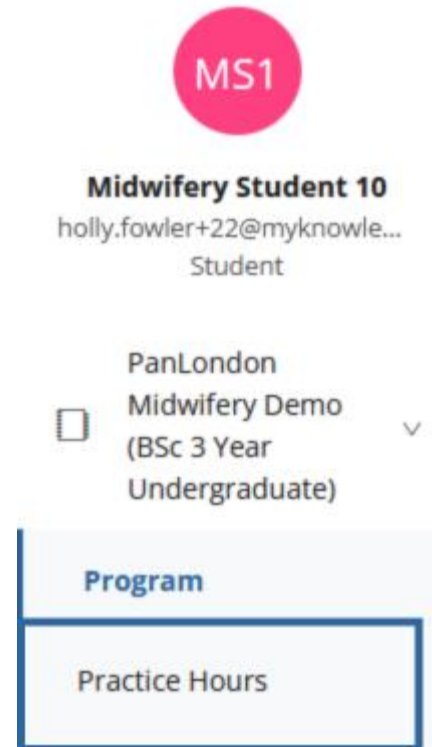 MS1
Midwifery Student 10
holly.fowler+22@myknowle...
Student
PanLondon
Midwifery Demo
(BSc 3 Year
Undergraduate)
Program
Practice Hours